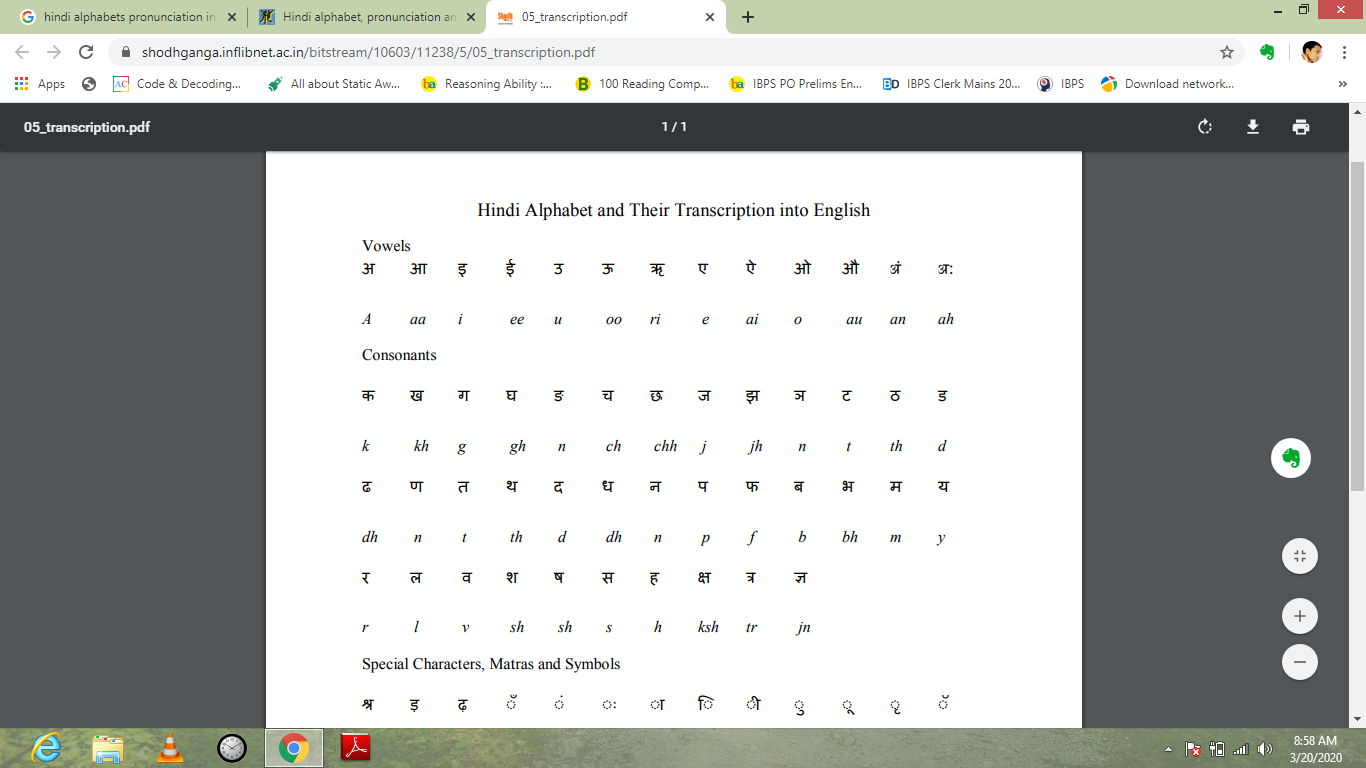 hindi alphabets pronunciation in
Hindi alphabet, pronunciation an
05_transcription.pdf
shodhganga.inflibnet.ac.in/bitstream/10603/11238/5/05_transcription.pdf
Apps AC Code & Decoding... All about Static Aw... ba Reasoning Ability :... B 100 Reading Comp... ba IBPS PO Prelims En... BD IBPS Clerk Mains 20... IBPS Download network... »
05_transcription.pdf 1 / 1
Hindi Alphabet and Their Transcription into English
Vowels
अ आ इ ई उ ऊ ऋ ए ऐ ओ औ अं अः
A aa i ee u oo ri e ai o au an ah
Consonants
क ख ग घ ङ च छ ज झ ञ ट ठ ड
k kh g gh n ch chh j jh n t th d
ढ ण त थ द ध न प फ ब भ म य
dh n t th d dh n p f b bh m y
र ल व श ष स ह क्ष त्र ज्ञ
r l v sh sh s h ksh tr jn
Special Characters, Matras and Symbols
श्र ड़ ढ़ ँ ं ः ा ि ी ु ू ृ ॅ
8:58 AM
3/20/2020